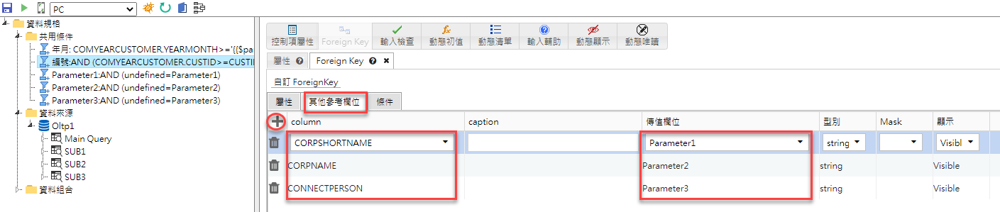 PC
資料規格
共用條件
年月: COMYEARCUSTOMER.YEARMONTH>='{{$pa
編號:AND (COMYEARCUSTOMER.CUSTID>=CUSTID
Parameter1:AND (undefined=Parameter1)
Parameter2:AND (undefined=Parameter2)
Parameter3:AND (undefined=Parameter3)
資料來源
Oltp1
Main Query
SUB1
SUB2
SUB3
資料組合
控制項屬性 Foreign Key 輸入檢查 動態初值 動態清單 輸入輔助 動態顯示 動態唯讀
屬性 Foreign Key
自訂 ForeignKey
屬性 其他參考欄位 條件
column caption 傳值欄位 型別 Mask 顯示
CORPSHORTNAME Parameter1 string Visibl
CORPNAME Parameter2 string Visible
CONNECTPERSON Parameter3 string Visible